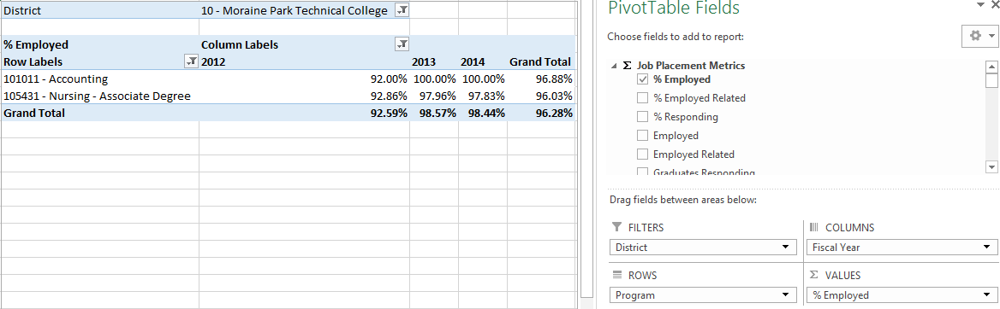 District 10 - Moraine Park Technical College
% Employed Column Labels
Row Labels 2012 2013 2014 Grand Total
101011 - Accounting 92.00% 100.00% 100.00% 96.88%
105431 - Nursing - Associate Degree 92.86% 97.96% 97.83% 96.03%
Grand Total 92.59% 98.57% 98.44% 96.28%
PivotTable Fields
Choose fields to add to report:
Σ Job Placement Metrics
% Employed
% Employed Related
% Responding
Employed
Employed Related
Graduates Responding
Drag fields between areas below:
FILTERS
District
COLUMNS
Fiscal Year
ROWS
Program
Σ VALUES
% Employed